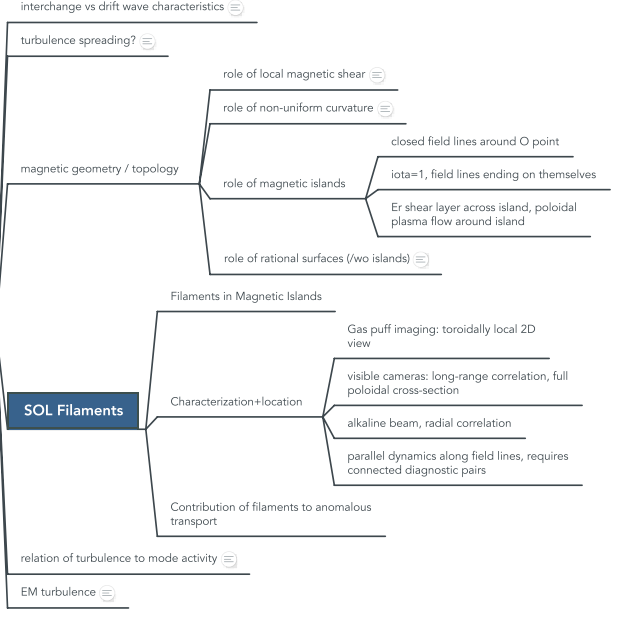 interchange vs drift wave characteristics
turbulence spreading?
magnetic geometry / topology
role of local magnetic shear
role of non-uniform curvature
role of magnetic islands
closed field lines around O point
iota=1, field lines ending on themselves
Er shear layer across island, poloidal
plasma flow around island
role of rational surfaces (/wo islands)
SOL Filaments
Filaments in Magnetic Islands
Characterization+location
Gas puff imaging: toroidally local 2D
view
visible cameras: long-range correlation, full
poloidal cross-section
alkaline beam, radial correlation
parallel dynamics along field lines, requires
connected diagnostic pairs
Contribution of filaments to anomalous
transport
relation of turbulence to mode activity
EM turbulence